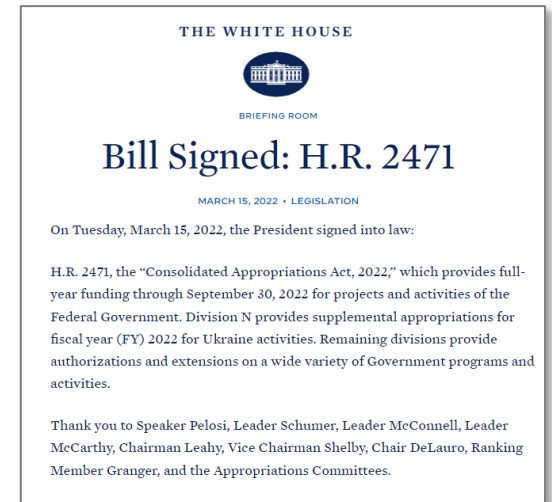 THE WHITE HOUSE
BRIEFING ROOM
Bill Signed: H.R. 2471
MARCH 15, 2022 • LEGISLATION
On Tuesday, March 15, 2022, the President signed into law:
H.R. 2471, the “Consolidated Appropriations Act, 2022,” which provides full-
year funding through September 30, 2022 for projects and activities of the
Federal Government. Division N provides supplemental appropriations for
fiscal year (FY) 2022 for Ukraine activities. Remaining divisions provide
authorizations and extensions on a wide variety of Government programs and
activities.
Thank you to Speaker Pelosi, Leader Schumer, Leader McConnell, Leader
McCarthy, Chairman Leahy, Vice Chairman Shelby, Chair DeLauro, Ranking
Member Granger, and the Appropriations Committees.